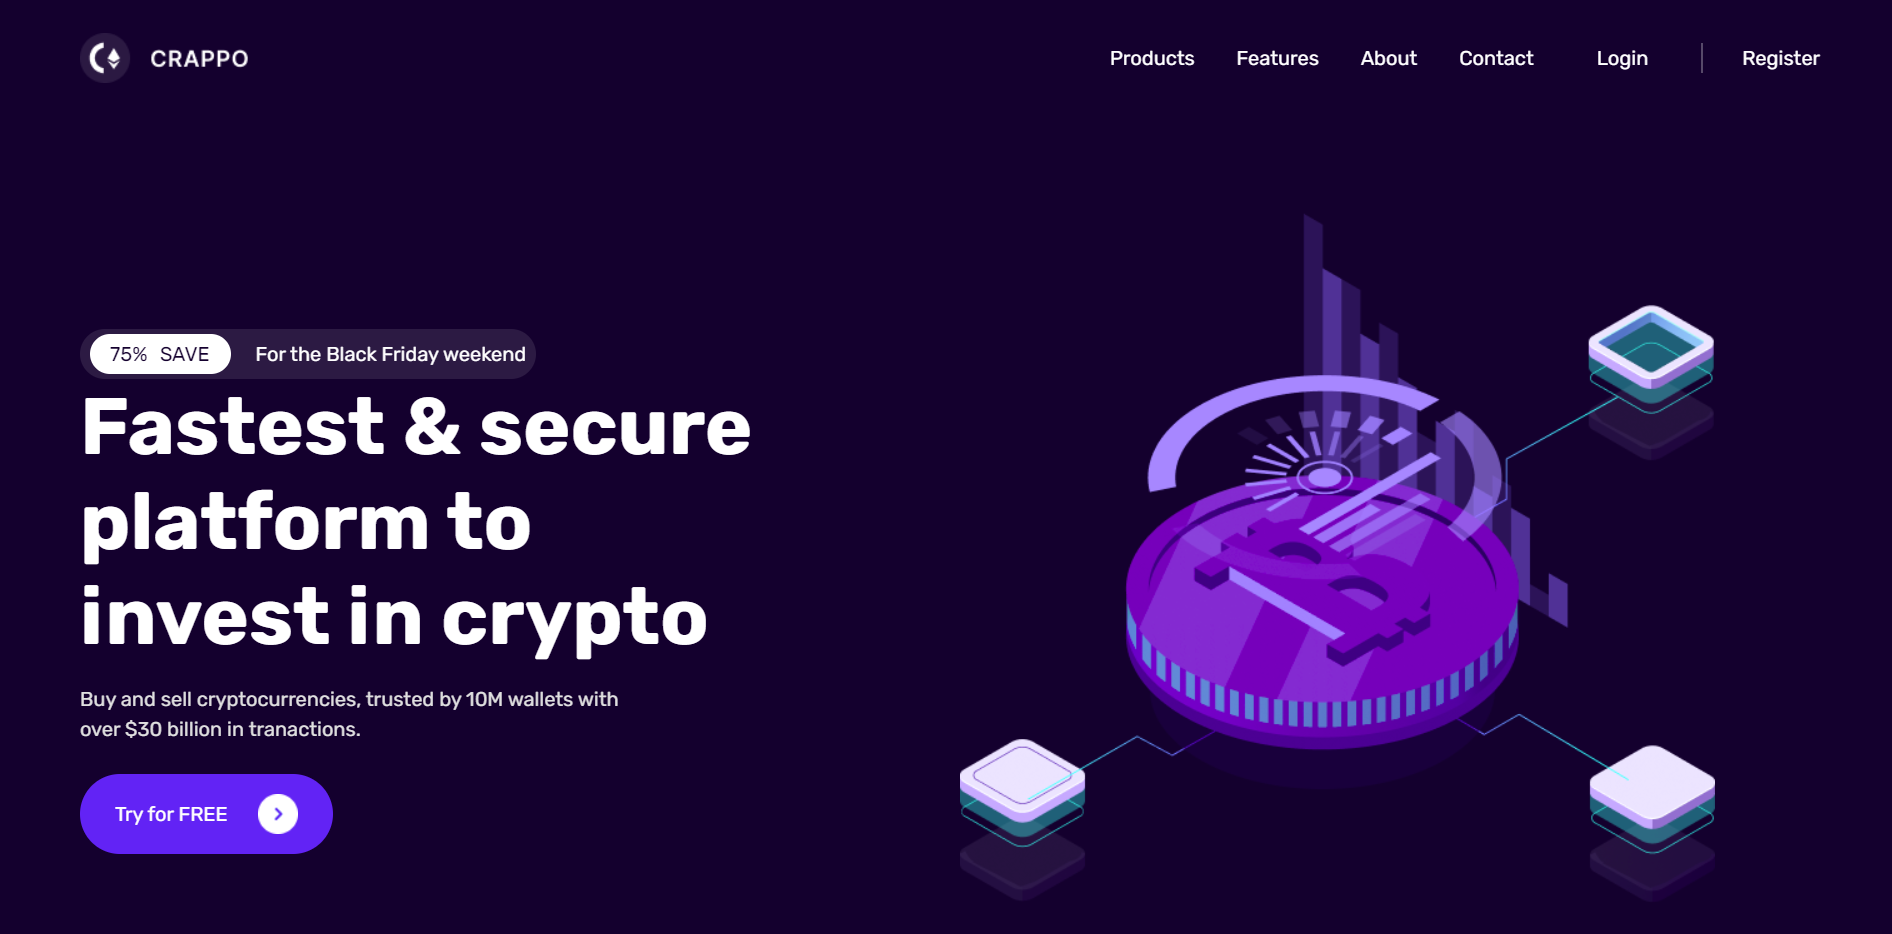 CRAPPO
Products Features About Contact Login Register
75% SAVE For the Black Friday weekend
Fastest & secure
platform to
invest in crypto
Buy and sell cryptocurrencies, trusted by 10M wallets with
over $30 billion in tranactions.
Try for FREE